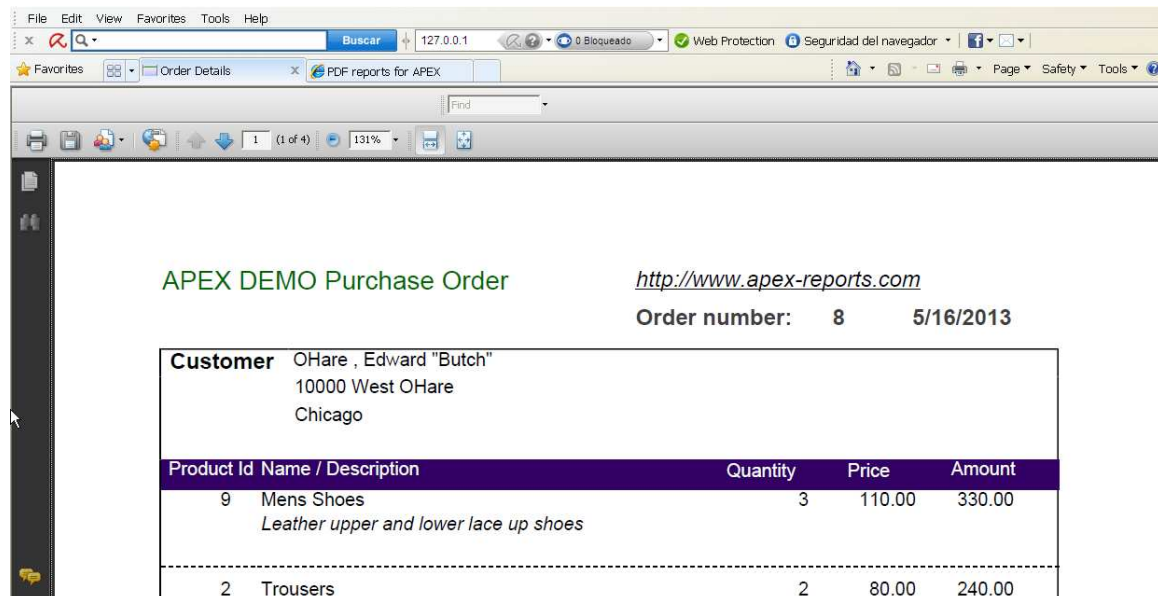 File Edit View Favorites Tools Help
x Buscar 127.0.0.1 0 Bloqueado Web Protection Seguridad del navegador
Favorites Order Details x PDF reports for APEX Page Safety Tools
Find
1 (1 of 4) 131%
APEX DEMO Purchase Order http://www.apex-reports.com
Order number: 8 5/16/2013
Customer OHare , Edward "Butch"
10000 West OHare
Chicago
Product Id Name / Description Quantity Price Amount
9 Mens Shoes 3 110.00 330.00
Leather upper and lower lace up shoes
2 Trousers 2 80.00 240.00